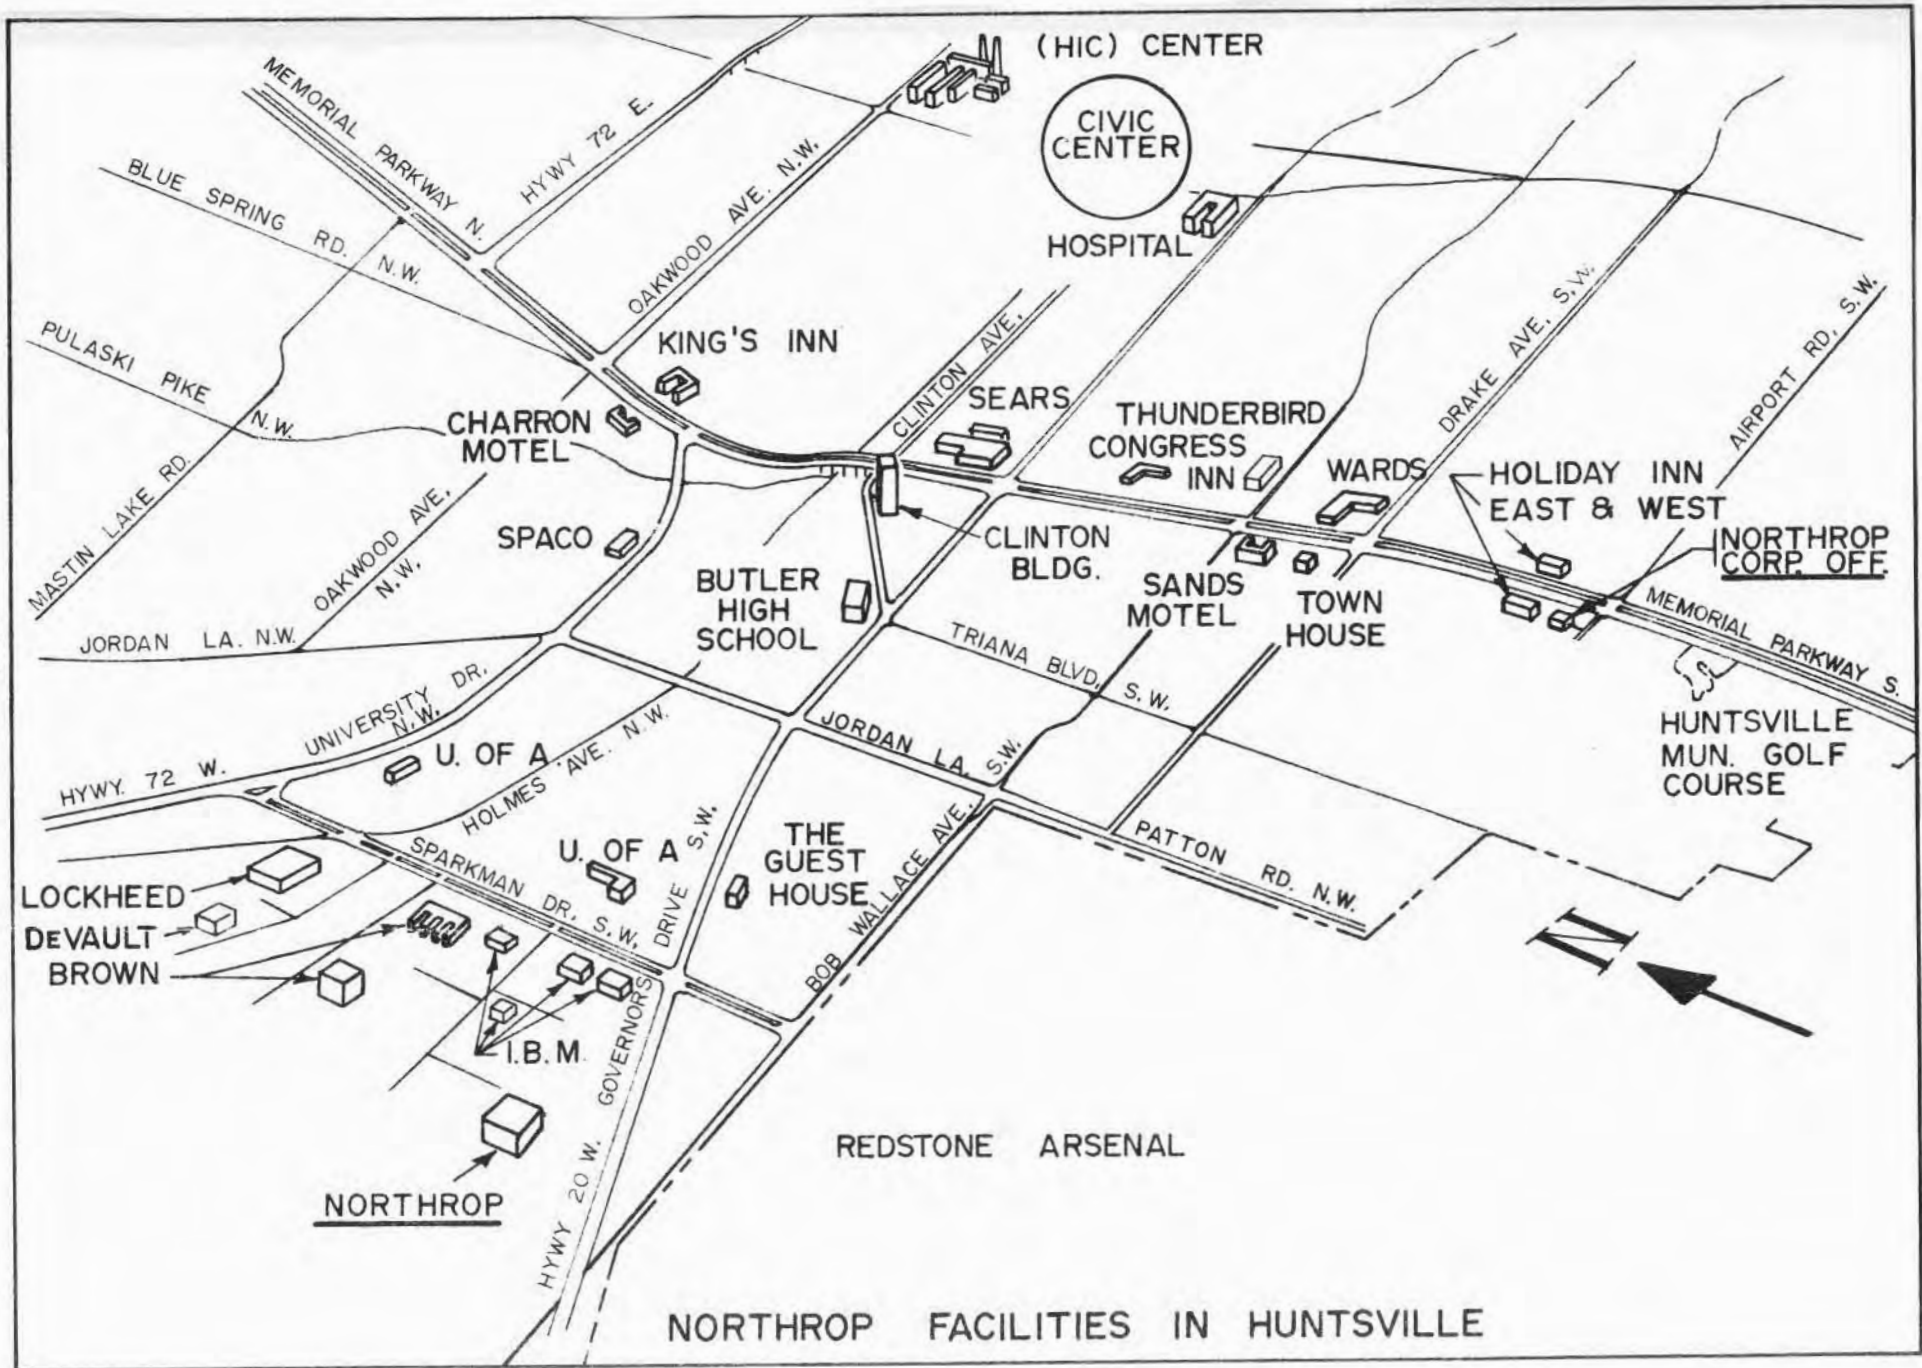 (HIC) CENTER
CIVIC
CENTER
HOSPITAL
MEMORIAL PARKWAY N.
HYWY 72 E.
OAKWOOD AVE. N.W.
BLUE SPRING RD. N.W.
PULASKI PIKE N.W.
KING'S INN
CHARRON
MOTEL
CLINTON AVE.
SEARS
THUNDERBIRD
CONGRESS
INN
WARDS
DRAKE AVE. S.W.
AIRPORT RD. S.W.
HOLIDAY INN
EAST & WEST
NORTHROP
CORP. OFF.
MASTIN LAKE RD.
OAKWOOD AVE.
N.W.
SPACO
BUTLER
HIGH
SCHOOL
CLINTON
BLDG.
SANDS
MOTEL
TOWN
HOUSE
MEMORIAL PARKWAY S.
JORDAN LA. N.W.
TRIANA BLVD. S.W.
UNIVERSITY DR.
N.W.
HYWY. 72 W.
U. OF A
HOLMES AVE. N.W.
JORDAN LA. S.W.
HUNTSVILLE
MUN. GOLF
COURSE
SPARKMAN DR. S.W.
U. OF A
THE
GUEST
HOUSE
BOB WALLACE AVE.
PATTON RD. N.W.
LOCKHEED
DEVAULT
BROWN
I.B.M.
GOVERNORS DRIVE S.W.
HYWY 20 W.
N
NORTHROP
REDSTONE ARSENAL
NORTHROP FACILITIES IN HUNTSVILLE